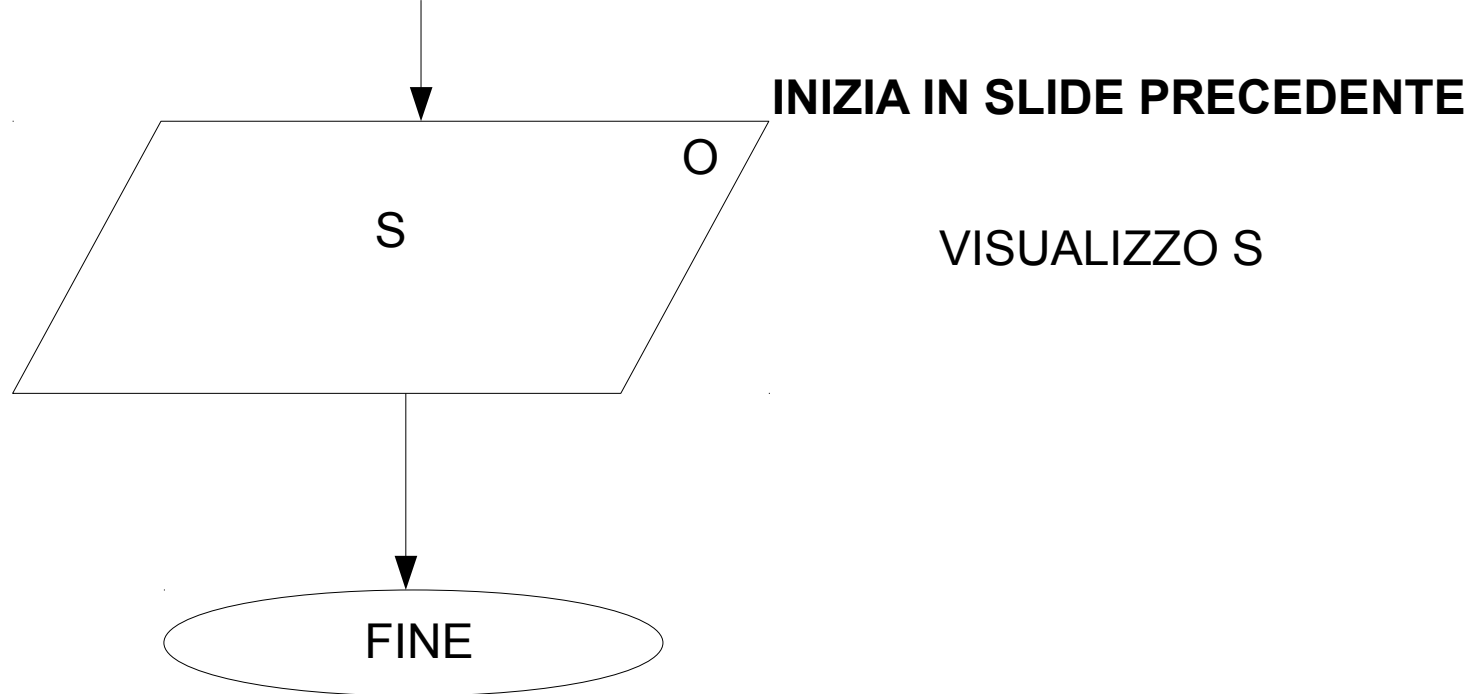 INIZIA IN SLIDE PRECEDENTE
O
S
VISUALIZZO S
FINE